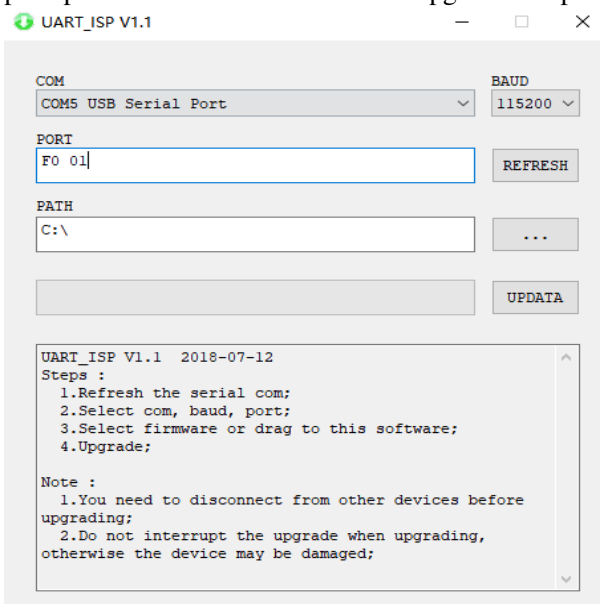 UART_ISP V1.1
COM
BAUD
COM5 USB Serial Port
115200
PORT
F0 01
REFRESH
PATH
C:\
...
UPDATA
UART_ISP V1.1  2018-07-12
Steps :
1.Refresh the serial com;
2.Select com, baud, port;
3.Select firmware or drag to this software;
4.Upgrade;
Note :
1.You need to disconnect from other devices before
upgrading;
2.Do not interrupt the upgrade when upgrading,
otherwise the device may be damaged;